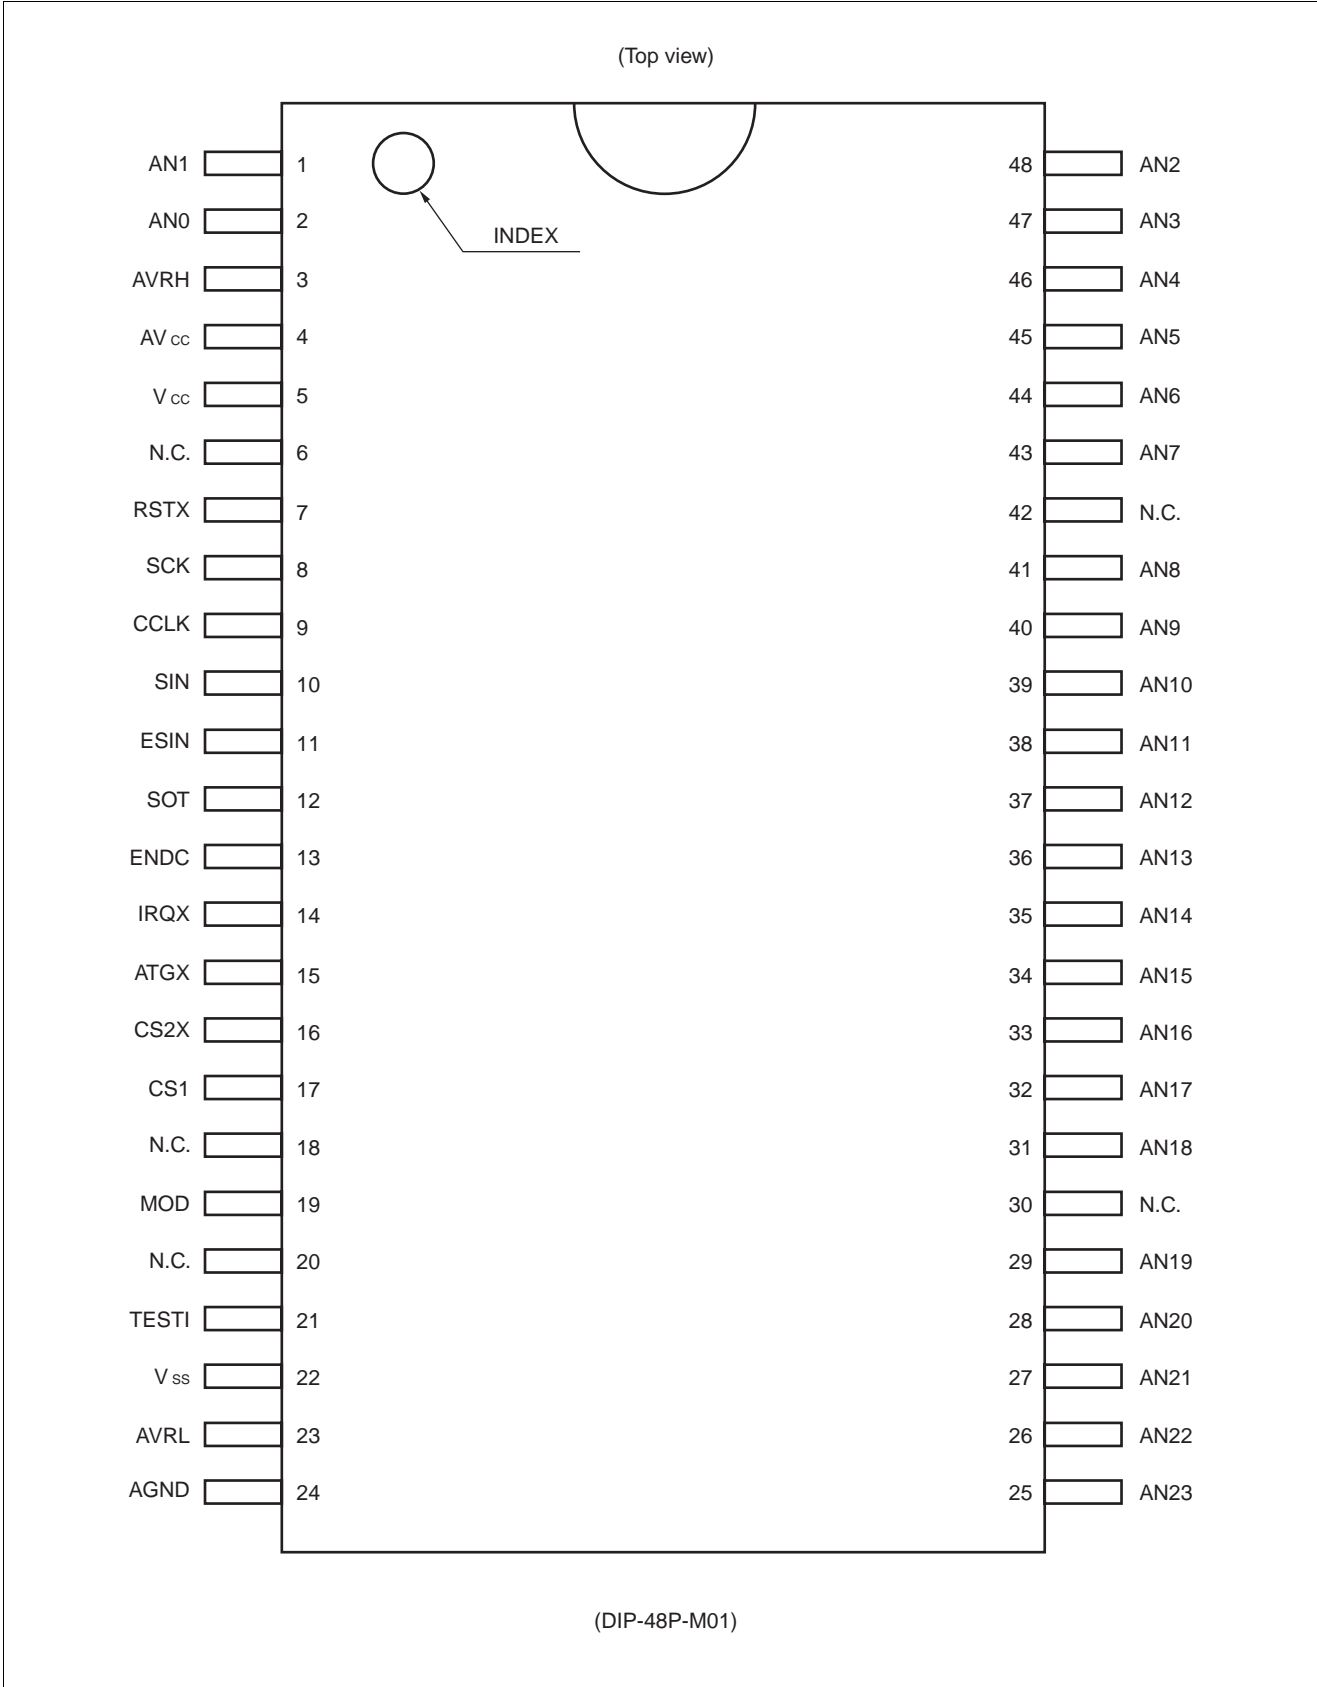 (Top view)
AN1 1 48 AN2
AN0 2 INDEX 47 AN3
AVRH 3 46 AN4
AVCC 4 45 AN5
VCC 5 44 AN6
N.C. 6 43 AN7
RSTX 7 42 N.C.
SCK 8 41 AN8
CCLK 9 40 AN9
SIN 10 39 AN10
ESIN 11 38 AN11
SOT 12 37 AN12
ENDC 13 36 AN13
IRQX 14 35 AN14
ATGX 15 34 AN15
CS2X 16 33 AN16
CS1 17 32 AN17
N.C. 18 31 AN18
MOD 19 30 N.C.
N.C. 20 29 AN19
TESTI 21 28 AN20
VSS 22 27 AN21
AVRL 23 26 AN22
AGND 24 25 AN23
(DIP-48P-M01)